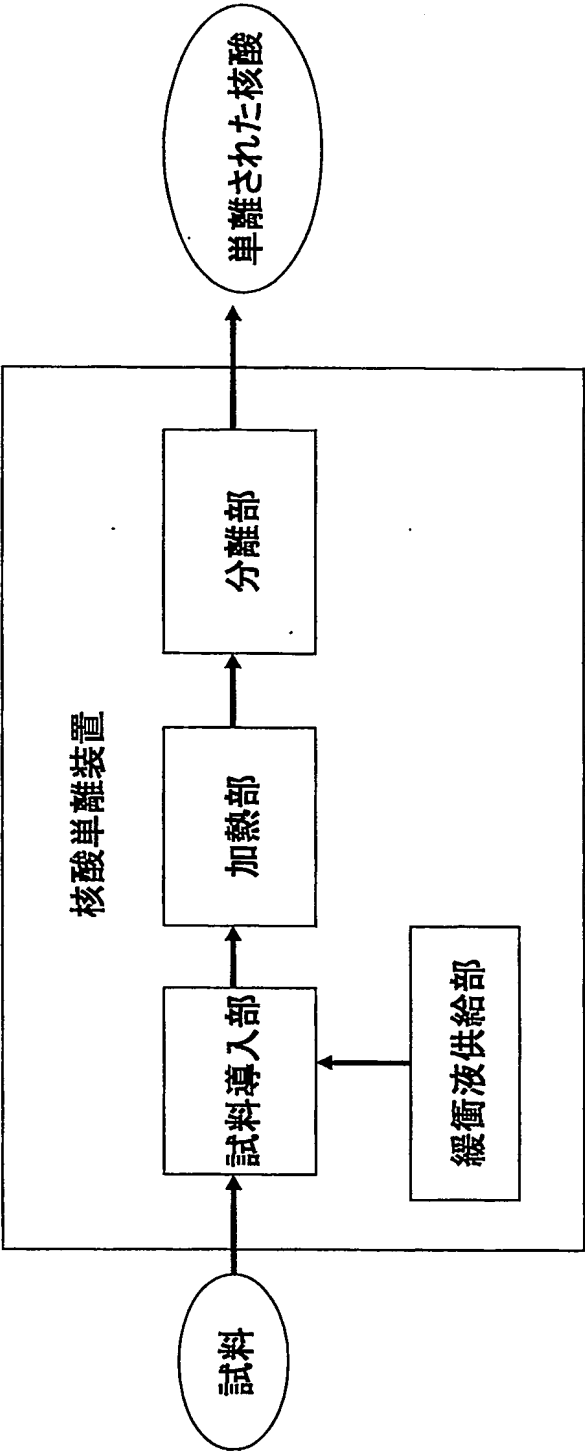 核酸単離装置
試料
試料導入部
加熱部
分離部
単離された核酸
緩衝液供給部